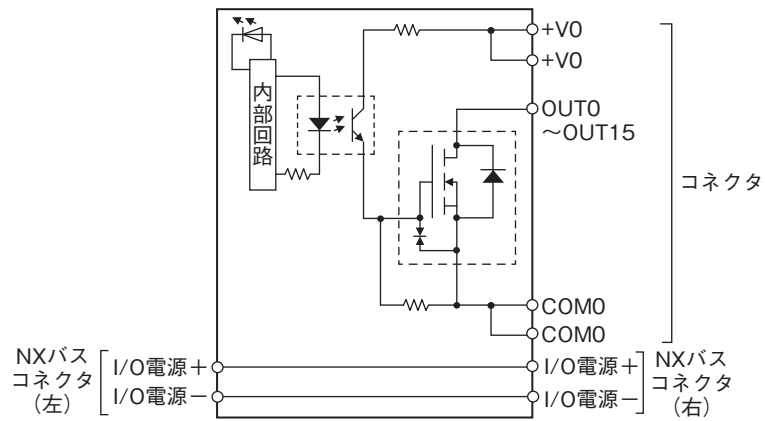 +V0
+V0
内部回路
OUT0
～OUT15
コネクタ
COM0
COM0
NXバス
コネクタ
(左)
I/O電源＋
I/O電源－
I/O電源＋
I/O電源－
NXバス
コネクタ
(右)